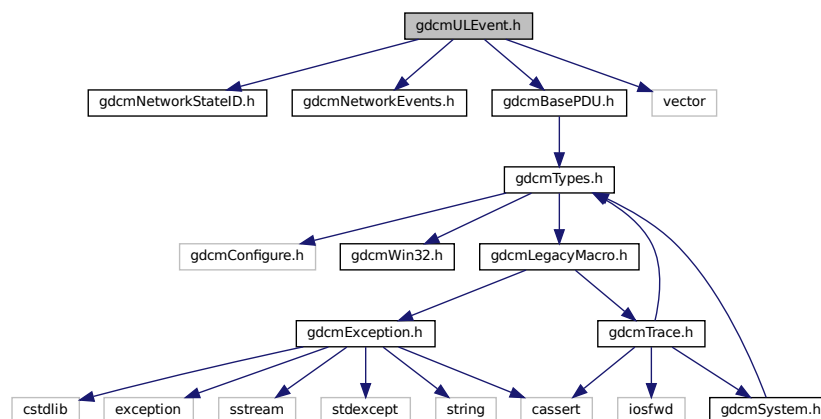 gdcmULEvent.h
gdcmNetworkStateID.h
gdcmNetworkEvents.h
gdcmBasePDU.h
vector
gdcmTypes.h
gdcmConfigure.h
gdcmWin32.h
gdcmLegacyMacro.h
gdcmException.h
gdcmTrace.h
cstdlib
exception
sstream
stdexcept
string
cassert
iosfwd
gdcmSystem.h